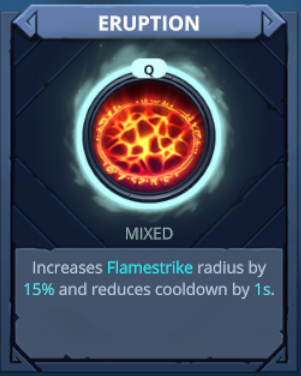 ERUPTION
Q
MIXED
Increases Flamestrike radius by
15% and reduces cooldown by 1s.